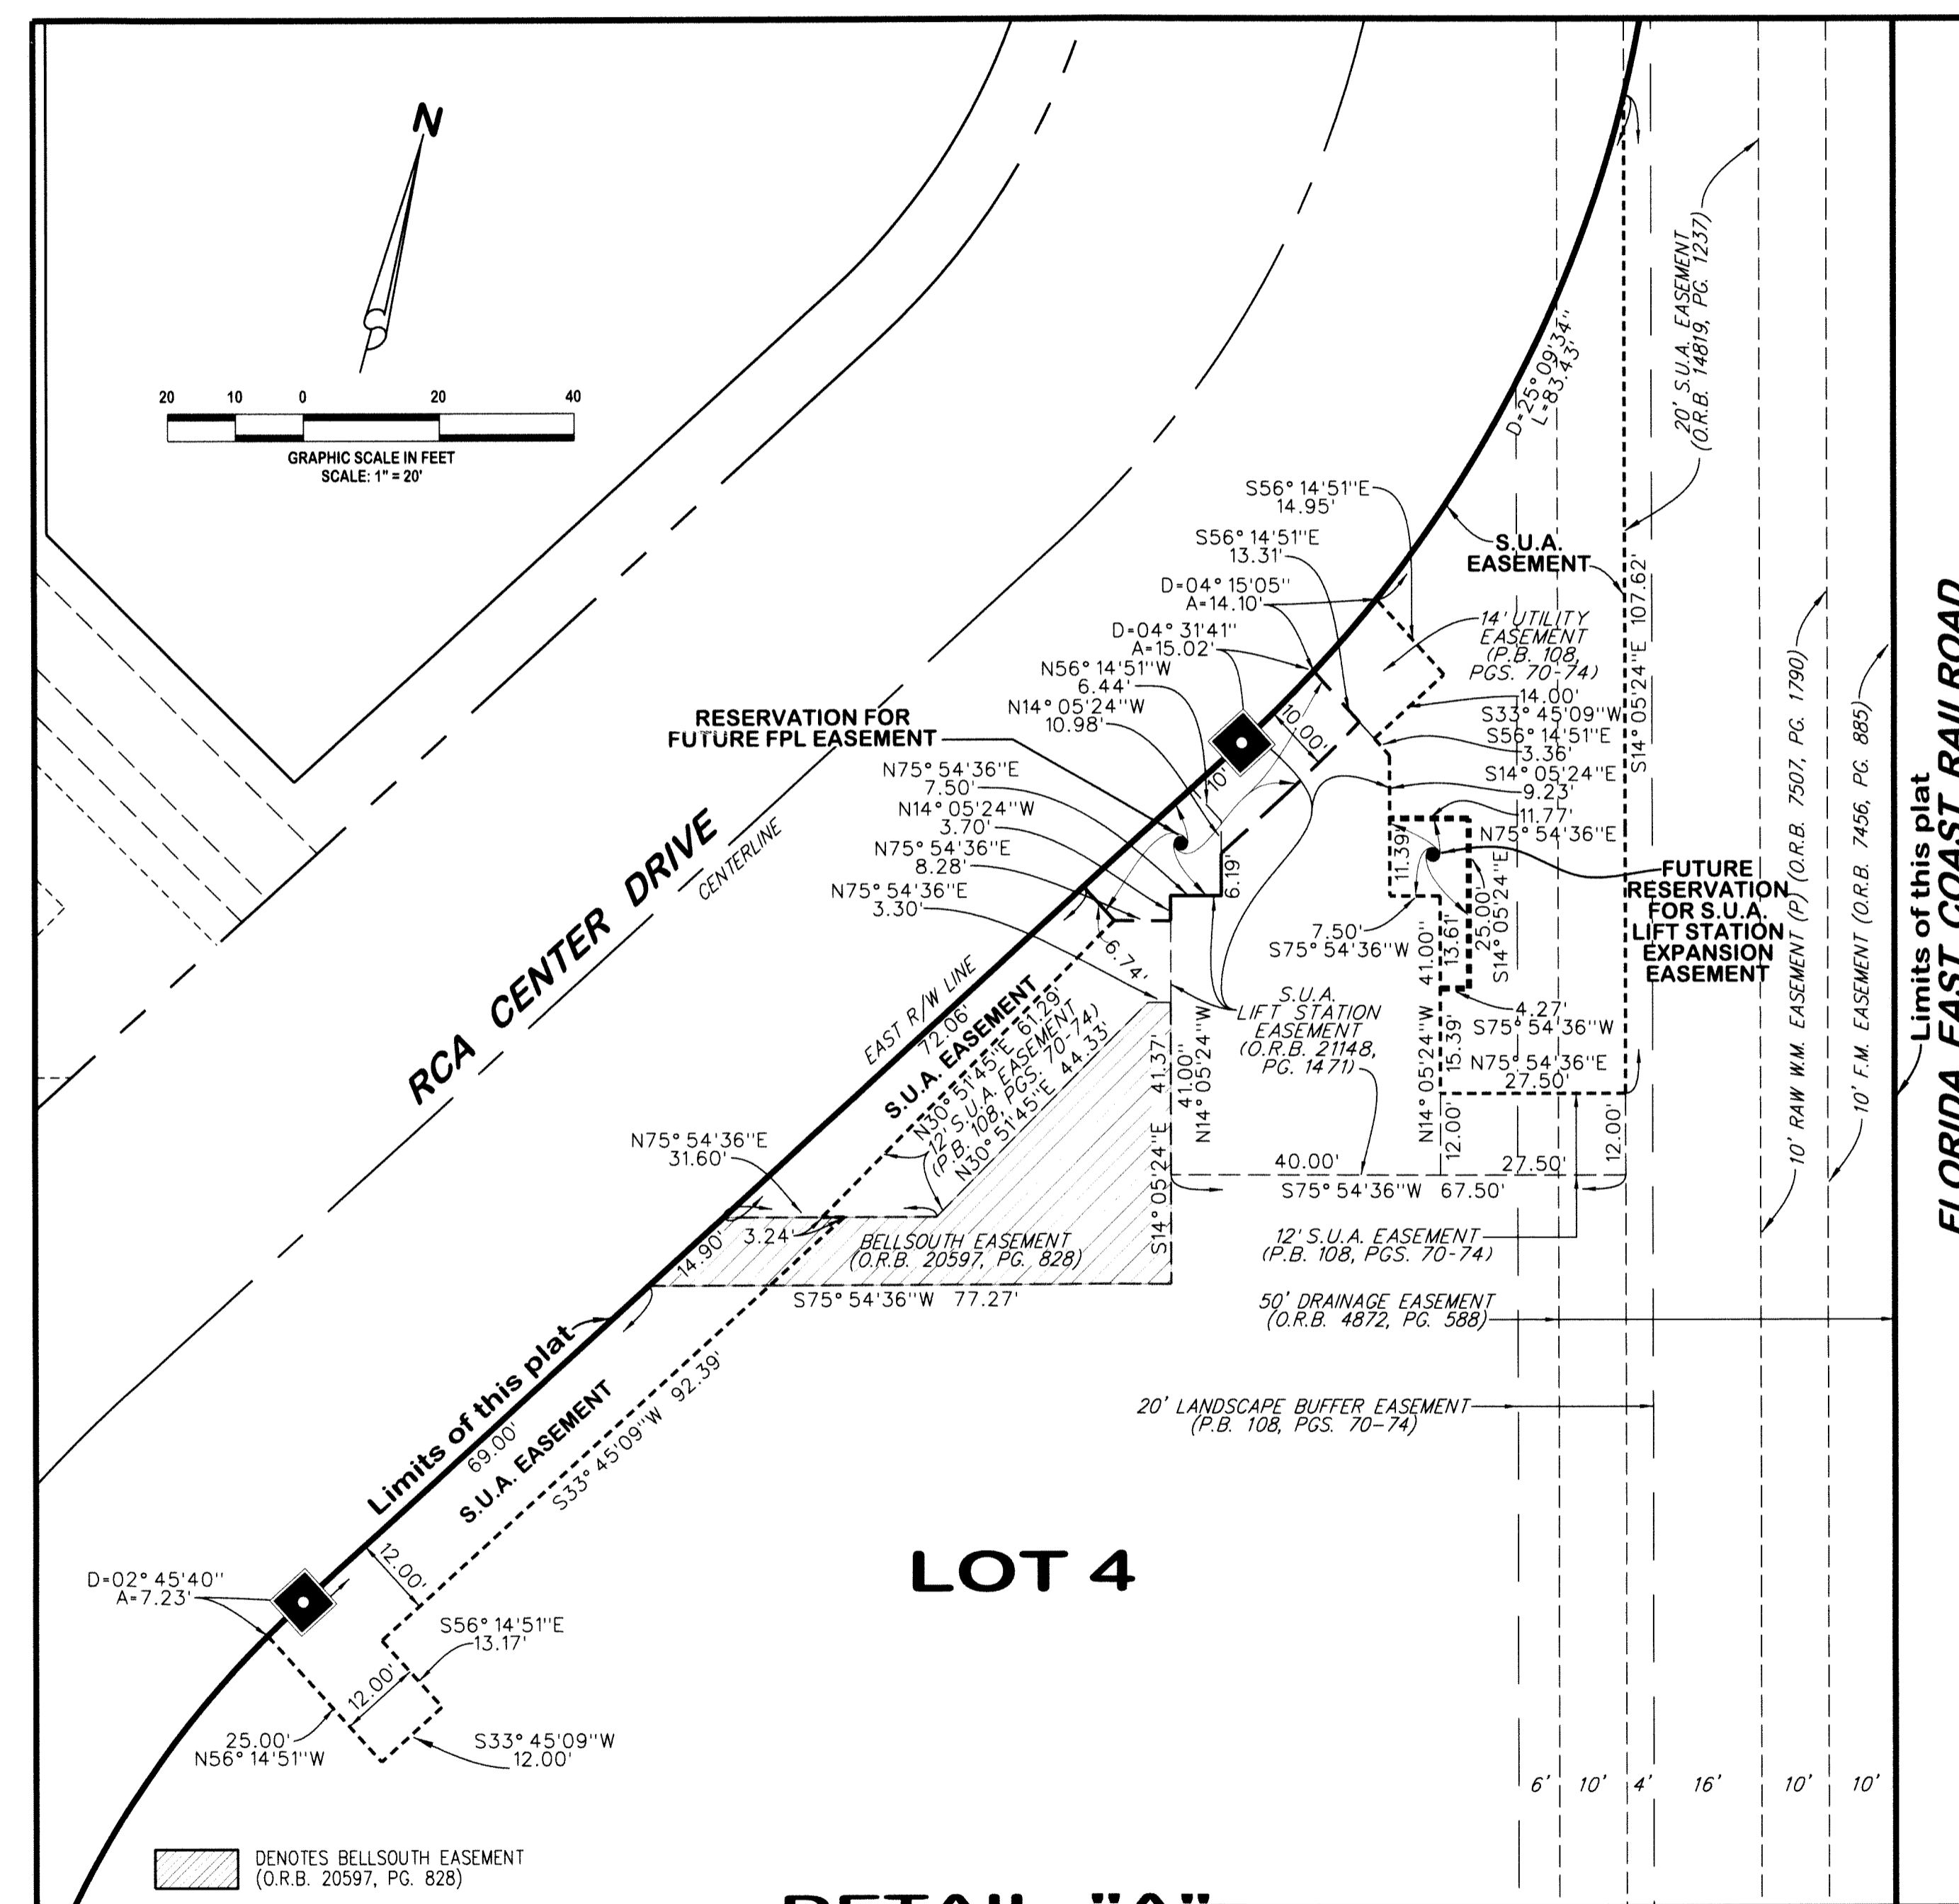 N
20 10 0 20 40
GRAPHIC SCALE IN FEET
SCALE: 1" = 20'
D=25°09'34"
L=83.43'
20' S.U.A. EASEMENT
(O.R.B. 14819, PG. 1237)
S56°14'51"E
14.95'
S56°14'51"E
13.31'
D=04°15'05"
A=14.10'
D=04°31'41"
A=15.02'
N56°14'51"W
6.44'
N14°05'24"W
10.98'
RESERVATION FOR
FUTURE FPL EASEMENT
N75°54'36"E
7.50'
N14°05'24"W
3.70'
N75°54'36"E
8.28'
N75°54'36"E
3.30'
S.U.A.
EASEMENT
14' UTILITY
EASEMENT
(P.B. 108,
PGS. 70-74)
14.00'
S33°45'09"W
S56°14'51"E
3.36'
S14°05'24"E
9.23'
11.77'
N75°54'36"E
S14°05'24"E 107.62'
10.00'
10'
6.19'
11.39'
25.00'
S14°05'24"E
13.61'
FUTURE
RESERVATION
FOR S.U.A.
LIFT STATION
EXPANSION
EASEMENT
7.50'
S75°54'36"W
N14°05'24"W 41.00'
15.39'
4.27'
S75°54'36"W
N75°54'36"E
27.50'
12.00'
12.00'
27.50'
40.00'
S75°54'36"W 67.50'
S.U.A.
LIFT STATION
EASEMENT
(O.R.B. 21148,
PG. 1471)
10' RAW W.M. EASEMENT (P) (O.R.B. 7507, PG. 1790)
10' F.M. EASEMENT (O.R.B. 7456, PG. 885)
Limits of this plat
FLORIDA EAST COAST RAILROAD
RCA CENTER DRIVE
CENTERLINE
EAST R/W LINE
72.06'
S.U.A. EASEMENT
6.74'
N30°51'45"E 61.29'
12' S.U.A. EASEMENT
(P.B. 108, PGS. 70-74)
N30°51'45"E 44.33'
S14°05'24"E 41.37'
41.00"
N14°05'24"W
N75°54'36"E
31.60'
3.24'
14.90'
BELLSOUTH EASEMENT
(O.R.B. 20597, PG. 828)
S75°54'36"W 77.27'
12' S.U.A. EASEMENT
(P.B. 108, PGS. 70-74)
50' DRAINAGE EASEMENT
(O.R.B. 4872, PG. 588)
20' LANDSCAPE BUFFER EASEMENT
(P.B. 108, PGS. 70-74)
Limits of this plat
69.00'
S.U.A. EASEMENT
S33°45'09"W 92.39'
LOT 4
12.00'
D=02°45'40"
A=7.23'
S56°14'51"E
13.17'
12.00'
25.00'
N56°14'51"W
S33°45'09"W
12.00'
6' 10' 4' 16' 10' 10'
DENOTES BELLSOUTH EASEMENT
(O.R.B. 20597, PG. 828)
DETAIL "A"